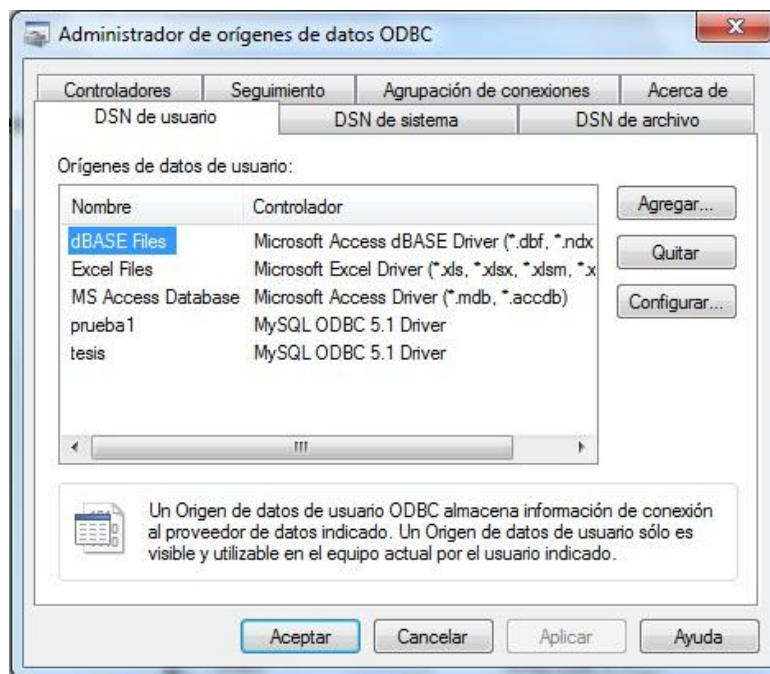 Administrador de orígenes de datos ODBC
Controladores
Seguimiento
Agrupación de conexiones
Acerca de
DSN de usuario
DSN de sistema
DSN de archivo
Orígenes de datos de usuario:
Nombre Controlador
dBASE Files Microsoft Access dBASE Driver (*.dbf, *.ndx
Excel Files Microsoft Excel Driver (*.xls, *.xlsx, *.xlsm, *.x
MS Access Database Microsoft Access Driver (*.mdb, *.accdb)
prueba1 MySQL ODBC 5.1 Driver
tesis MySQL ODBC 5.1 Driver
Agregar...
Quitar
Configurar...
Un Origen de datos de usuario ODBC almacena información de conexión
al proveedor de datos indicado. Un Origen de datos de usuario sólo es
visible y utilizable en el equipo actual por el usuario indicado.
Aceptar
Cancelar
Aplicar
Ayuda